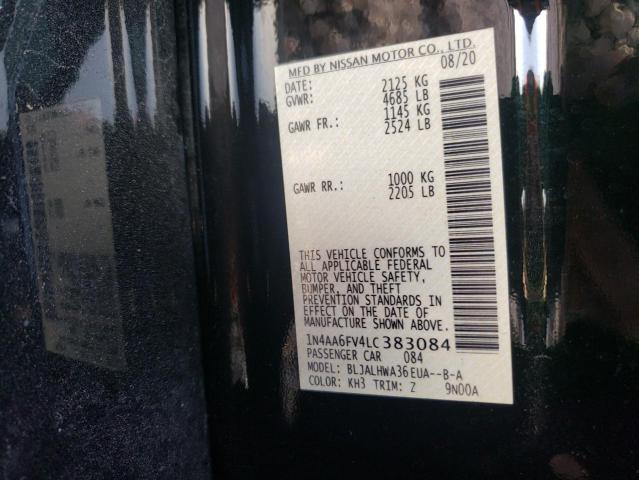 MFD BY NISSAN MOTOR CO., LTD.
DATE: 08/20
GVWR: 2125 KG
4685 LB
GAWR FR.: 1145 KG
2524 LB
GAWR RR.: 1000 KG
2205 LB
THIS VEHICLE CONFORMS TO
ALL APPLICABLE FEDERAL
MOTOR VEHICLE SAFETY,
BUMPER, AND THEFT
PREVENTION STANDARDS IN
EFFECT ON THE DATE OF
MANUFACTURE SHOWN ABOVE.
1N4AA6FV4LC383084
PASSENGER CAR 084
MODEL: BLJALHWA36EUA--B-A
COLOR: KH3 TRIM: Z 9N00A